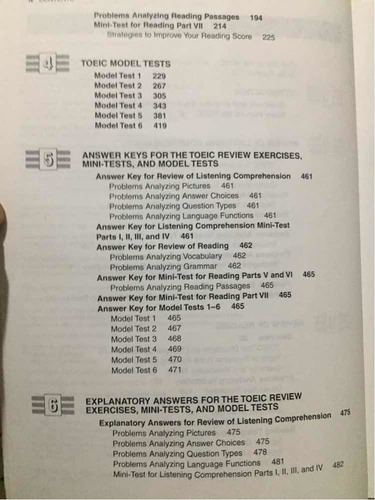 Problems Analyzing Reading Passages 194
Mini-Test for Reading Part VII 214
Strategies to Improve Your Reading Score 225
4 TOEIC MODEL TESTS
Model Test 1 229
Model Test 2 267
Model Test 3 305
Model Test 4 343
Model Test 5 381
Model Test 6 419
5 ANSWER KEYS FOR THE TOEIC REVIEW EXERCISES,
MINI-TESTS, AND MODEL TESTS
Answer Key for Review of Listening Comprehension 461
Problems Analyzing Pictures 461
Problems Analyzing Answer Choices 461
Problems Analyzing Question Types 461
Problems Analyzing Language Functions 461
Answer Key for Listening Comprehension Mini-Test
Parts I, II, III, and IV 461
Answer Key for Review of Reading 462
Problems Analyzing Vocabulary 462
Problems Analyzing Grammar 462
Answer Key for Mini-Test for Reading Parts V and VI 465
Problems Analyzing Reading Passages 465
Answer Key for Mini-Test for Reading Part VII 465
Answer Key for Model Tests 1–6 465
Model Test 1 465
Model Test 2 467
Model Test 3 468
Model Test 4 469
Model Test 5 470
Model Test 6 471
6 EXPLANATORY ANSWERS FOR THE TOEIC REVIEW
EXERCISES, MINI-TESTS, AND MODEL TESTS
Explanatory Answers for Review of Listening Comprehension 475
Problems Analyzing Pictures 475
Problems Analyzing Answer Choices 475
Problems Analyzing Question Types 478
Problems Analyzing Language Functions 481
Mini-Test for Listening Comprehension Parts I, II, III, and IV 482